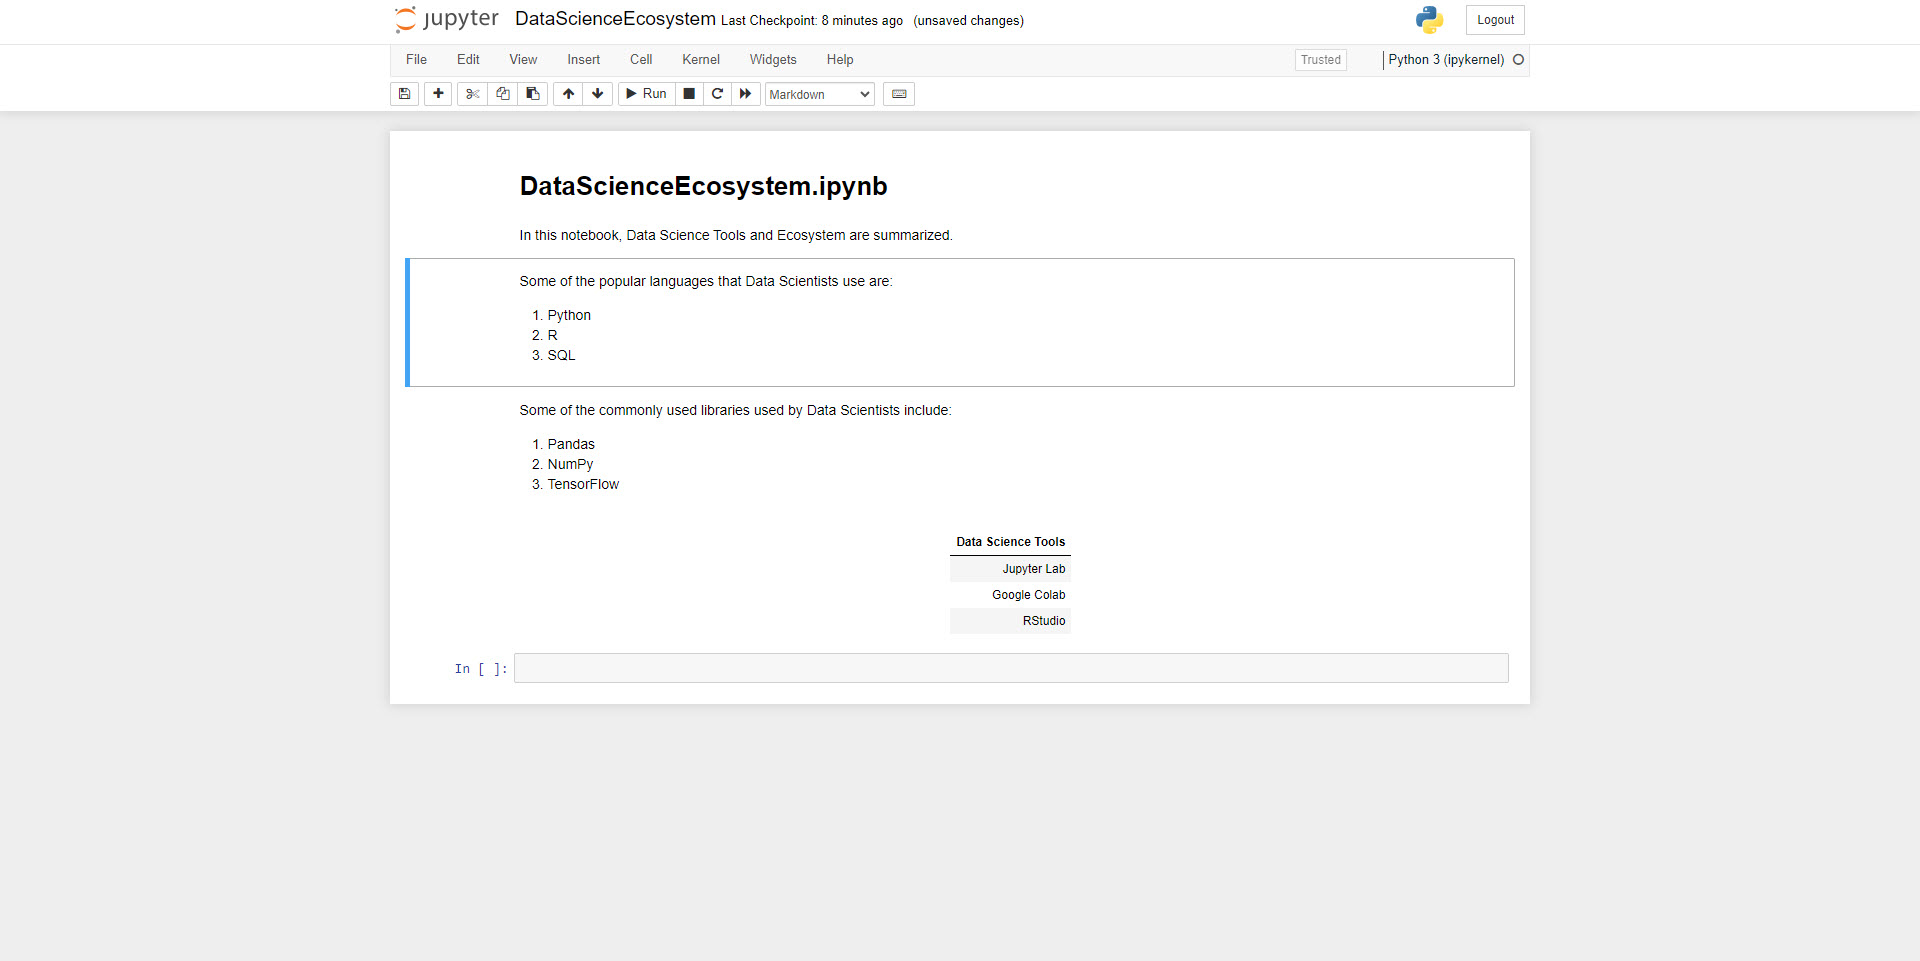 jupyter DataScienceEcosystem Last Checkpoint: 8 minutes ago (unsaved changes) Logout
File Edit View Insert Cell Kernel Widgets Help Trusted Python 3 (ipykernel)
Run Markdown
DataScienceEcosystem.ipynb
In this notebook, Data Science Tools and Ecosystem are summarized.
Some of the popular languages that Data Scientists use are:
1. Python
2. R
3. SQL
Some of the commonly used libraries used by Data Scientists include:
1. Pandas
2. NumPy
3. TensorFlow
Data Science Tools
Jupyter Lab
Google Colab
RStudio
In [ ]: